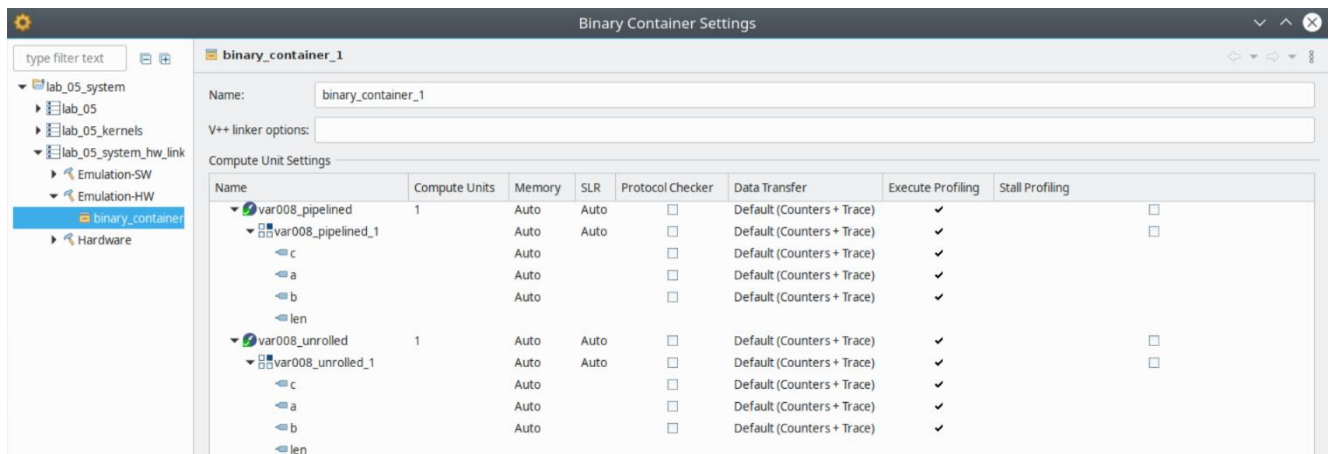 Binary Container Settings
type filter text
binary_container_1
lab_05_system
lab_05
lab_05_kernels
lab_05_system_hw_link
Emulation-SW
Emulation-HW
binary_container
Hardware
Name: binary_container_1
V++ linker options:
Compute Unit Settings
Name Compute Units Memory SLR Protocol Checker Data Transfer Execute Profiling Stall Profiling
var008_pipelined 1 Auto Auto Default (Counters + Trace)
var008_pipelined_1 Auto Auto Default (Counters + Trace)
c Auto Default (Counters + Trace)
a Auto Default (Counters + Trace)
b Auto Default (Counters + Trace)
len
var008_unrolled 1 Auto Auto Default (Counters + Trace)
var008_unrolled_1 Auto Auto Default (Counters + Trace)
c Auto Default (Counters + Trace)
a Auto Default (Counters + Trace)
b Auto Default (Counters + Trace)
len